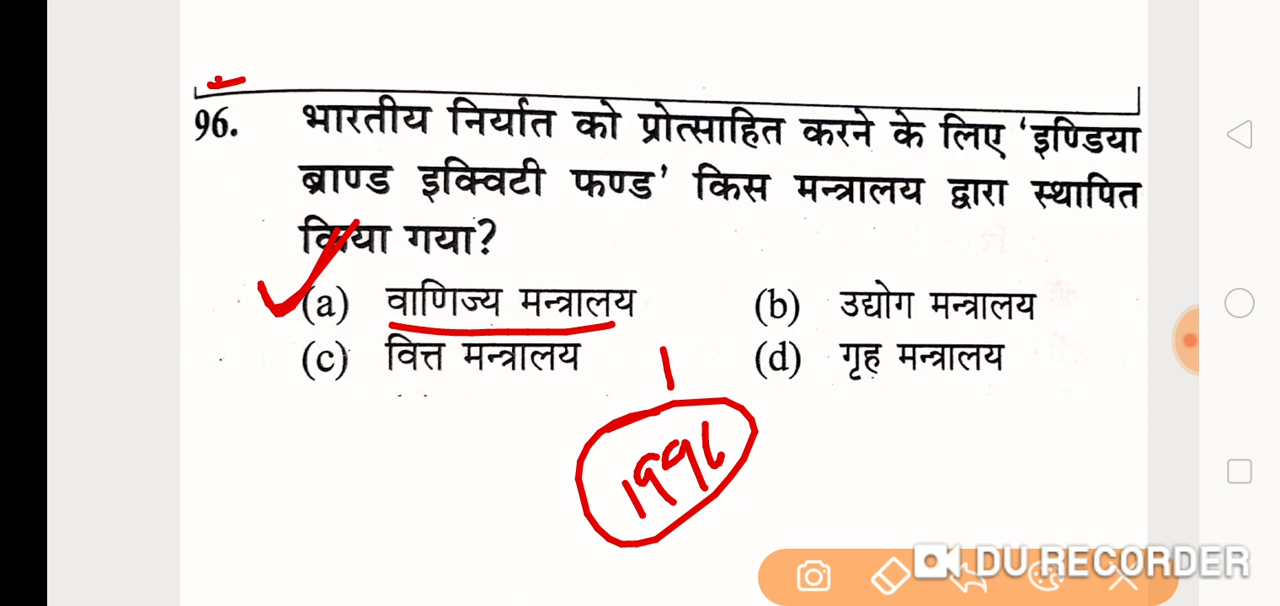 96. भारतीय निर्यात को प्रोत्साहित करने के लिए ‘इण्डिया
ब्राण्ड इक्विटी फण्ड’ किस मन्त्रालय द्वारा स्थापित
किया गया?
(a) वाणिज्य मन्त्रालय (b) उद्योग मन्त्रालय
(c) वित्त मन्त्रालय (d) गृह मन्त्रालय
1996
DU RECORDER